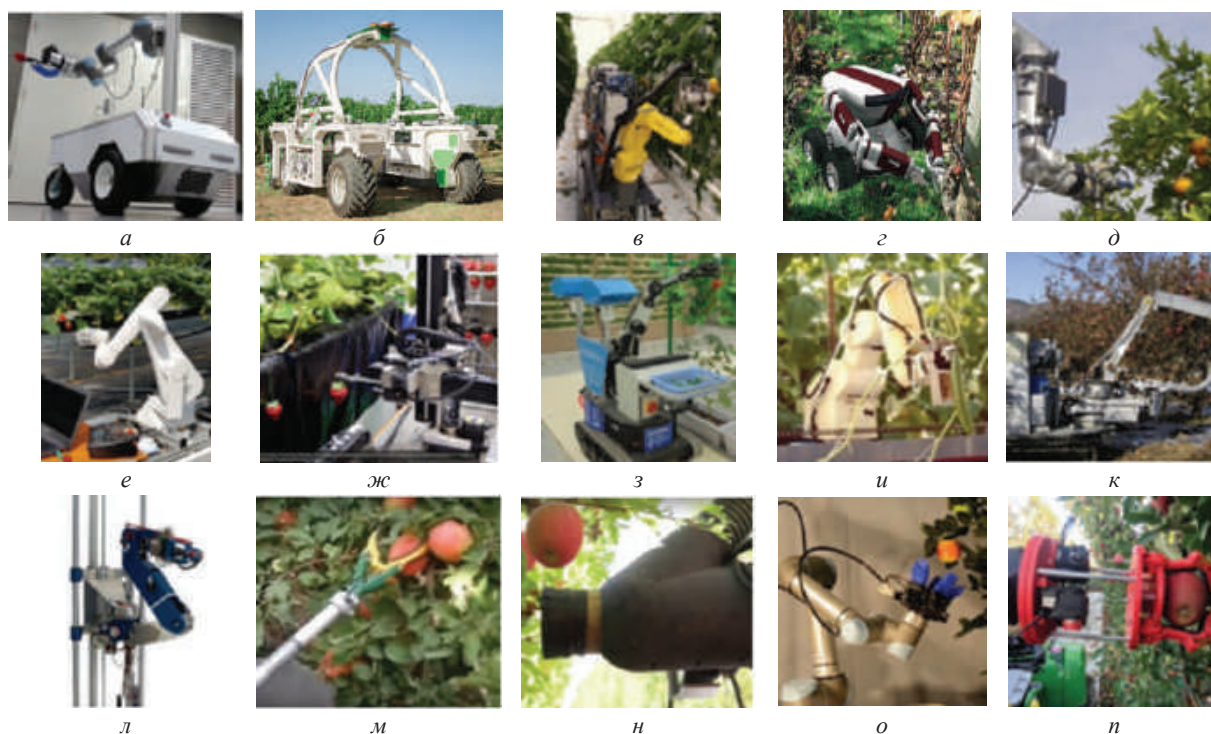 а б в г д
е ж з и к
л м н о п